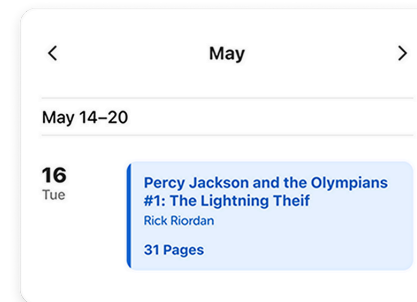 May
May 14–20
16
Tue
Percy Jackson and the Olympians
#1: The Lightning Theif
Rick Riordan
31 Pages